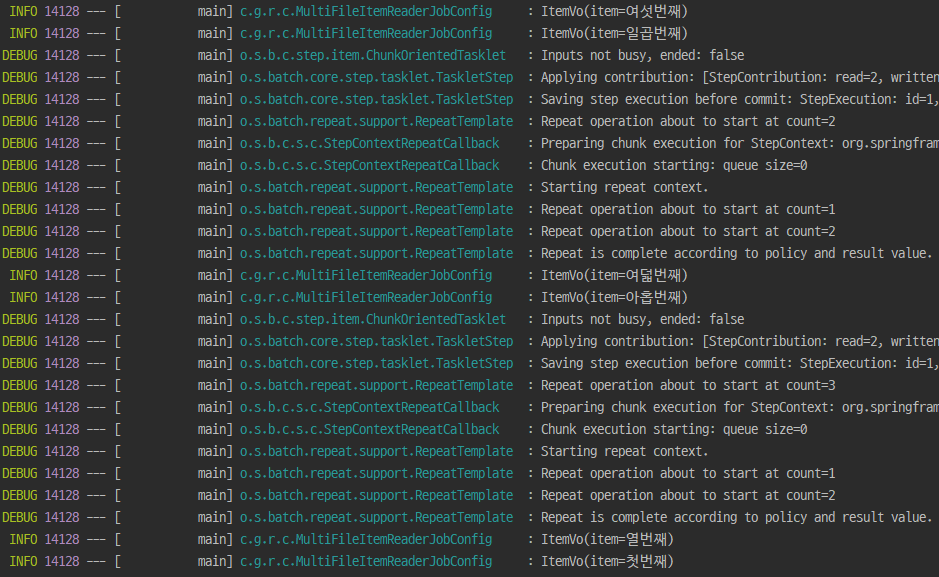 INFO 14128 --- [           main] c.g.r.c.MultiFileItemReaderJobConfig     : ItemVo(item=여섯번째)
INFO 14128 --- [           main] c.g.r.c.MultiFileItemReaderJobConfig     : ItemVo(item=일곱번째)
DEBUG 14128 --- [           main] o.s.b.c.step.item.ChunkOrientedTasklet   : Inputs not busy, ended: false
DEBUG 14128 --- [           main] o.s.batch.core.step.tasklet.TaskletStep  : Applying contribution: [StepContribution: read=2, written
DEBUG 14128 --- [           main] o.s.batch.core.step.tasklet.TaskletStep  : Saving step execution before commit: StepExecution: id=1,
DEBUG 14128 --- [           main] o.s.batch.repeat.support.RepeatTemplate  : Repeat operation about to start at count=2
DEBUG 14128 --- [           main] o.s.b.c.s.c.StepContextRepeatCallback    : Preparing chunk execution for StepContext: org.springfram
DEBUG 14128 --- [           main] o.s.b.c.s.c.StepContextRepeatCallback    : Chunk execution starting: queue size=0
DEBUG 14128 --- [           main] o.s.batch.repeat.support.RepeatTemplate  : Starting repeat context.
DEBUG 14128 --- [           main] o.s.batch.repeat.support.RepeatTemplate  : Repeat operation about to start at count=1
DEBUG 14128 --- [           main] o.s.batch.repeat.support.RepeatTemplate  : Repeat operation about to start at count=2
DEBUG 14128 --- [           main] o.s.batch.repeat.support.RepeatTemplate  : Repeat is complete according to policy and result value.
INFO 14128 --- [           main] c.g.r.c.MultiFileItemReaderJobConfig     : ItemVo(item=여덟번째)
INFO 14128 --- [           main] c.g.r.c.MultiFileItemReaderJobConfig     : ItemVo(item=아홉번째)
DEBUG 14128 --- [           main] o.s.b.c.step.item.ChunkOrientedTasklet   : Inputs not busy, ended: false
DEBUG 14128 --- [           main] o.s.batch.core.step.tasklet.TaskletStep  : Applying contribution: [StepContribution: read=2, written
DEBUG 14128 --- [           main] o.s.batch.core.step.tasklet.TaskletStep  : Saving step execution before commit: StepExecution: id=1,
DEBUG 14128 --- [           main] o.s.batch.repeat.support.RepeatTemplate  : Repeat operation about to start at count=3
DEBUG 14128 --- [           main] o.s.b.c.s.c.StepContextRepeatCallback    : Preparing chunk execution for StepContext: org.springfram
DEBUG 14128 --- [           main] o.s.b.c.s.c.StepContextRepeatCallback    : Chunk execution starting: queue size=0
DEBUG 14128 --- [           main] o.s.batch.repeat.support.RepeatTemplate  : Starting repeat context.
DEBUG 14128 --- [           main] o.s.batch.repeat.support.RepeatTemplate  : Repeat operation about to start at count=1
DEBUG 14128 --- [           main] o.s.batch.repeat.support.RepeatTemplate  : Repeat operation about to start at count=2
DEBUG 14128 --- [           main] o.s.batch.repeat.support.RepeatTemplate  : Repeat is complete according to policy and result value.
INFO 14128 --- [           main] c.g.r.c.MultiFileItemReaderJobConfig     : ItemVo(item=열번째)
INFO 14128 --- [           main] c.g.r.c.MultiFileItemReaderJobConfig     : ItemVo(item=첫번째)